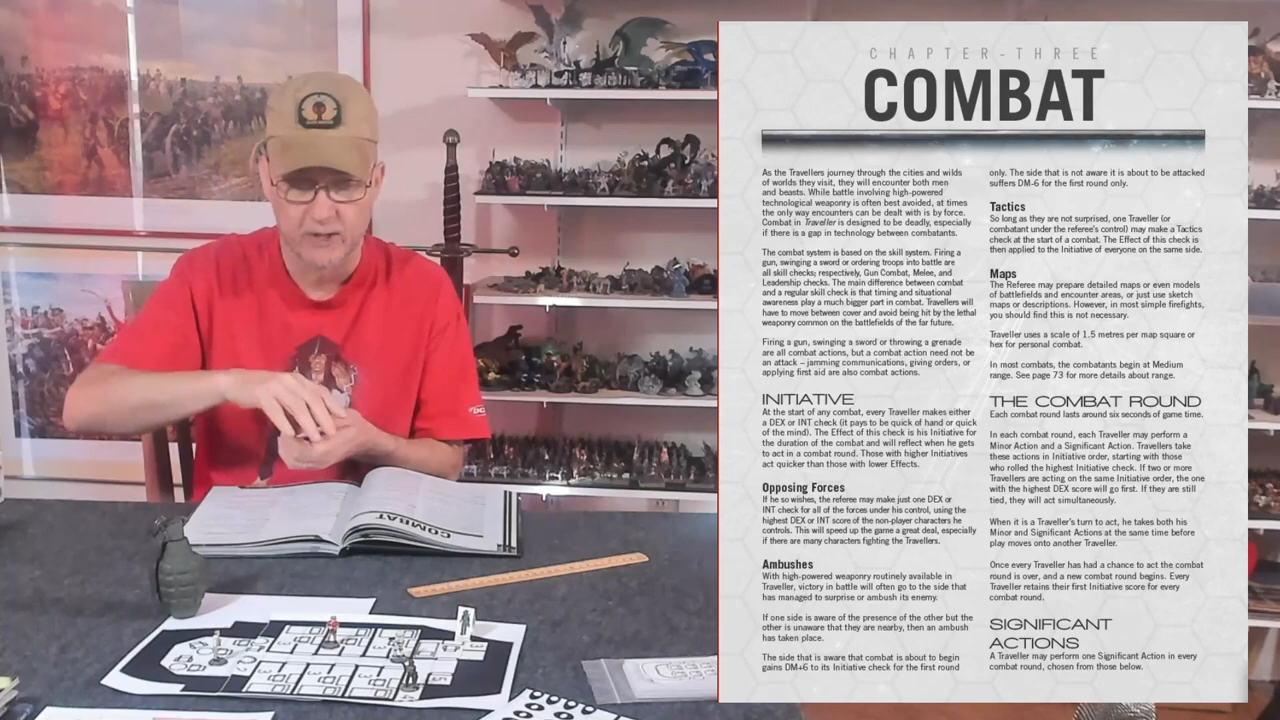 CHAPTER-THREE
COMBAT
As the Travellers journey through the cities and wilds
of worlds they visit, they will encounter both men
and beasts. While battle involving high-powered
technological weaponry is often best avoided, at times
the only way encounters can be dealt with is by force.
Combat in Traveller is designed to be deadly, especially
if there is a gap in technology between combatants.
The combat system is based on the skill system. Firing a
gun, swinging a sword or ordering troops into battle are
all skill checks; respectively, Gun Combat, Melee, and
Leadership checks. The main difference between combat
and a regular skill check is that timing and situational
awareness play a much bigger part in combat. Travellers will
have to move between cover and avoid being hit by the lethal
weaponry common on the battlefields of the far future.
Firing a gun, swinging a sword or throwing a grenade
are all combat actions, but a combat action need not be
an attack – jamming communications, giving orders, or
applying first aid are also combat actions.
INITIATIVE
At the start of any combat, every Traveller makes either
a DEX or INT check (it pays to be quick of hand or quick
of the mind). The Effect of this check is his Initiative for
the duration of the combat and will reflect when he gets
to act in a combat round. Those with higher Initiatives
act quicker than those with lower Effects.
Opposing Forces
If he so wishes, the referee may make just one DEX or
INT check for all of the forces under his control, using the
highest DEX or INT score of the non-player characters he
controls. This will speed up the game a great deal, especially
if there are many characters fighting the Travellers.
Ambushes
With high-powered weaponry routinely available in
Traveller, victory in battle will often go to the side that
has managed to surprise or ambush its enemy.
If one side is aware of the presence of the other but the
other is unaware that they are nearby, then an ambush
has taken place.
The side that is aware that combat is about to begin
gains DM+6 to its Initiative check for the first round
only. The side that is not aware it is about to be attacked
suffers DM-6 for the first round only.
Tactics
So long as they are not surprised, one Traveller (or
combatant under the referee's control) may make a Tactics
check at the start of a combat. The Effect of this check is
then applied to the Initiative of everyone on the same side.
Maps
The Referee may prepare detailed maps or even models
of battlefields and encounter areas, or just use sketch
maps or descriptions. However, in most simple firefights,
you should find this is not necessary.
Traveller uses a scale of 1.5 metres per map square or
hex for personal combat.
In most combats, the combatants begin at Medium
range. See page 73 for more details about range.
THE COMBAT ROUND
Each combat round lasts around six seconds of game time.
In each combat round, each Traveller may perform a
Minor Action and a Significant Action. Travellers take
these actions in Initiative order, starting with those
who rolled the highest Initiative check. If two or more
Travellers are acting on the same Initiative order, the one
with the highest DEX score will go first. If they are still
tied, they will act simultaneously.
When it is a Traveller's turn to act, he takes both his
Minor and Significant Actions at the same time before
play moves onto another Traveller.
Once every Traveller has had a chance to act the combat
round is over, and a new combat round begins. Every
Traveller retains their first Initiative score for every
combat round.
SIGNIFICANT
ACTIONS
A Traveller may perform one Significant Action in every
combat round, chosen from those below.
COMBAT